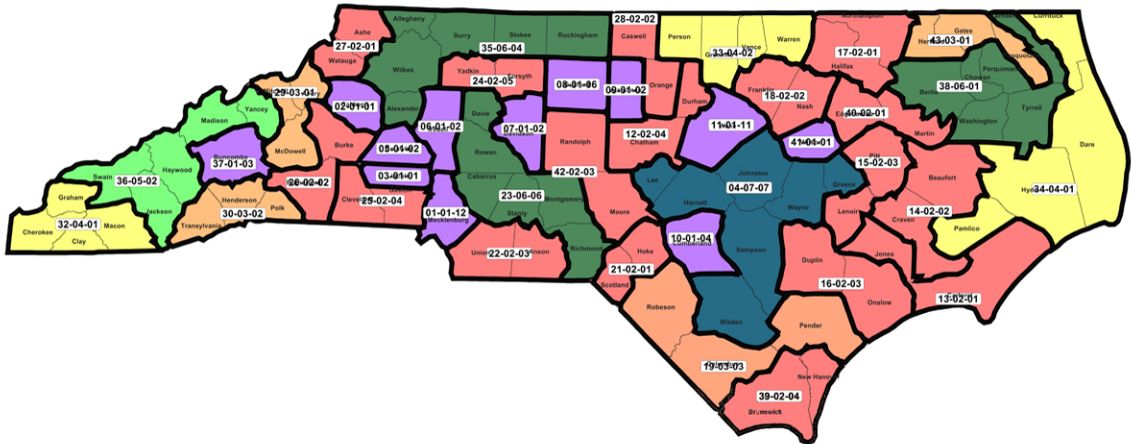 28-02-02
Alleghany
Ashe
27-02-01
Surry
Stokes
Rockingham
35-06-04
Caswell
Person
Vance
Warren
33-04-02
Northampton
17-02-01
Halifax
Gates
43-03-01
Camden
Currituck
Watauga
Wilkes
Yadkin
Forsyth
24-02-05
08-01-06
09-01-02
Orange
Durham
Franklin
Nash
18-02-02
40-02-01
Perquimans
Chowan
Bertie
38-06-01
Tyrrell
Washington
29-03-01
02-01-01
Yancey
Madison
Alexander
Davie
06-01-02
07-01-02
Randolph
12-02-04
Chatham
11-01-11
41-01-01
Martin
Dare
McDowell
Burke
05-01-02
Rowan
Buncombe
37-01-03
Swain
Haywood
36-05-02
Jackson
03-01-01
Cabarrus
42-02-03
Lee
Johnston
04-07-07
Harnett
Wayne
Greene
Pitt
15-02-03
Beaufort
Hyde
34-04-01
Graham
32-04-01
Macon
Cherokee
Clay
Henderson
30-03-02
Transylvania
Polk
26-02-02
Cleveland
25-02-04
Gaston
01-01-12
Mecklenburg
23-06-06
Stanly
Montgomery
Moore
Lenoir
14-02-02
Craven
Pamlico
Union
22-02-03
Anson
Richmond
Hoke
21-02-01
Scotland
10-01-04
Cumberland
Sampson
Duplin
Jones
16-02-03
Onslow
13-02-01
Robeson
Bladen
Pender
19-03-03
New Hanover
39-02-04
Brunswick